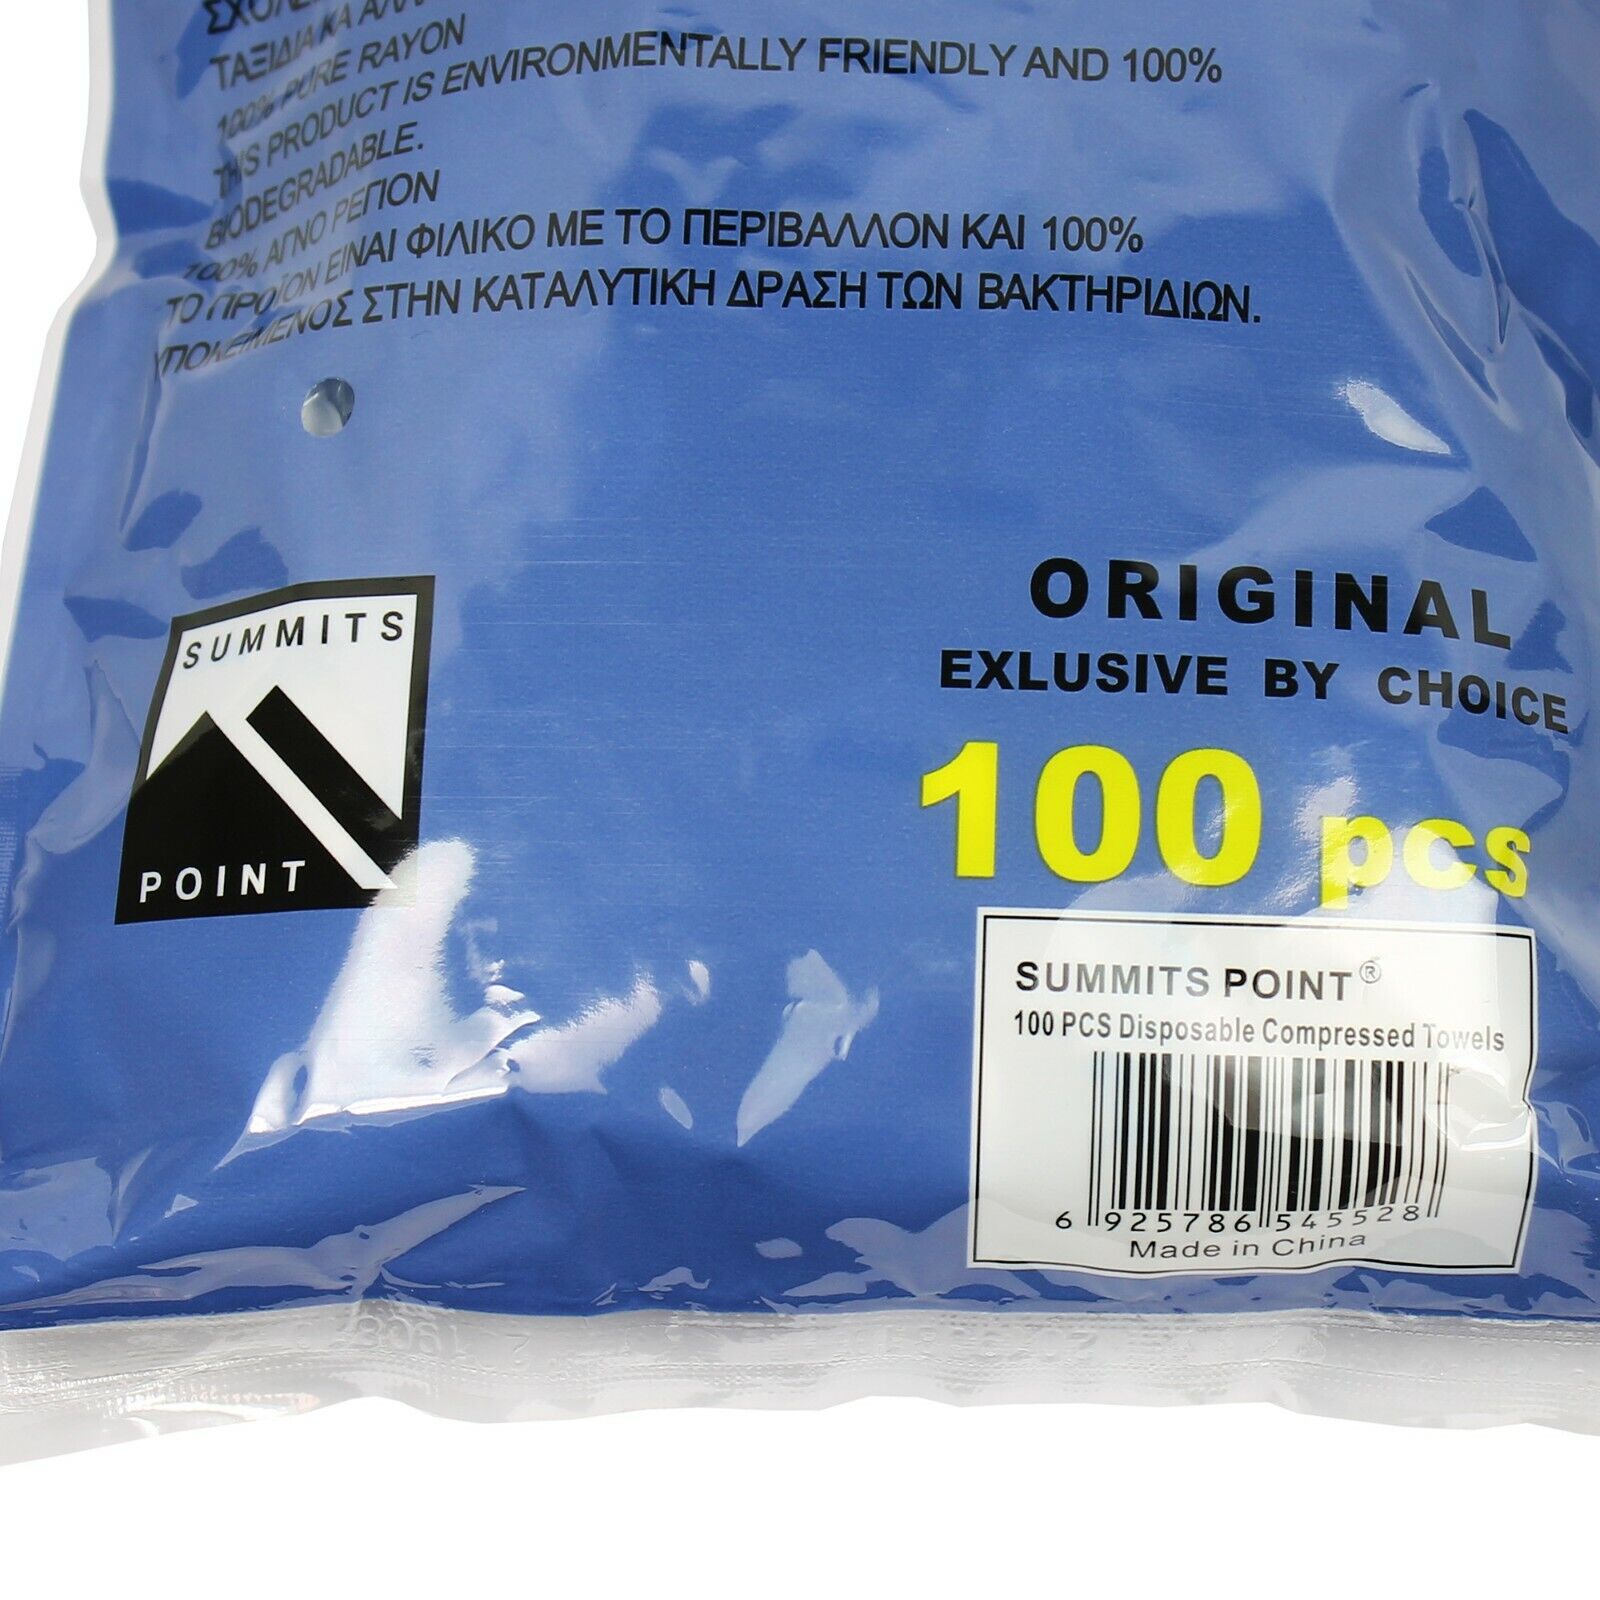 ΤΑΞΙΔΙΑ ΚΑ
100% PURE RAYON
THIS PRODUCT IS ENVIRONMENTALLY FRIENDLY AND 100%
BIODEGRADABLE.
100% ΑΓΝΟ ΡΕΓΙΟΝ
ΤΟ ΠΡΟΪΟΝ ΕΙΝΑΙ ΦΙΛΙΚΟ ΜΕ ΤΟ ΠΕΡΙΒΑΛΛΟΝ ΚΑΙ 100%
ΥΠΟΚΕΙΜΕΝΟΣ ΣΤΗΝ ΚΑΤΑΛΥΤΙΚΗ ΔΡΑΣΗ ΤΩΝ ΒΑΚΤΗΡΙΔΙΩΝ.
SUMMITS
POINT
ORIGINAL
EXLUSIVE BY CHOICE
100 pcs
SUMMITS POINT®
100 PCS Disposable Compressed Towels
6 925786 545528
Made in China